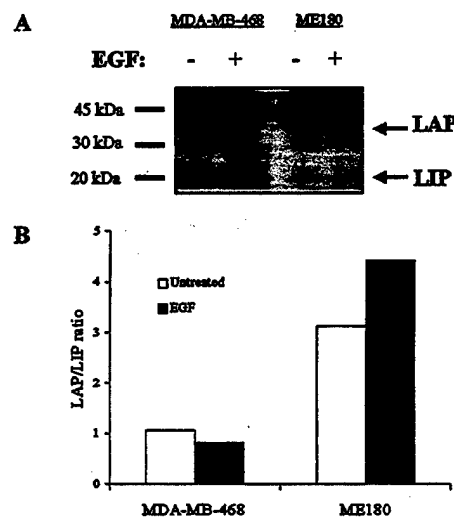 A
MDA-MB-468 ME180
EGF: - + - +
45 kDa
30 kDa
20 kDa
LAP
LIP
B
5
4
3
2
1
0
LAP/LIP ratio
Untreated
EGF
MDA-MB-468 ME180